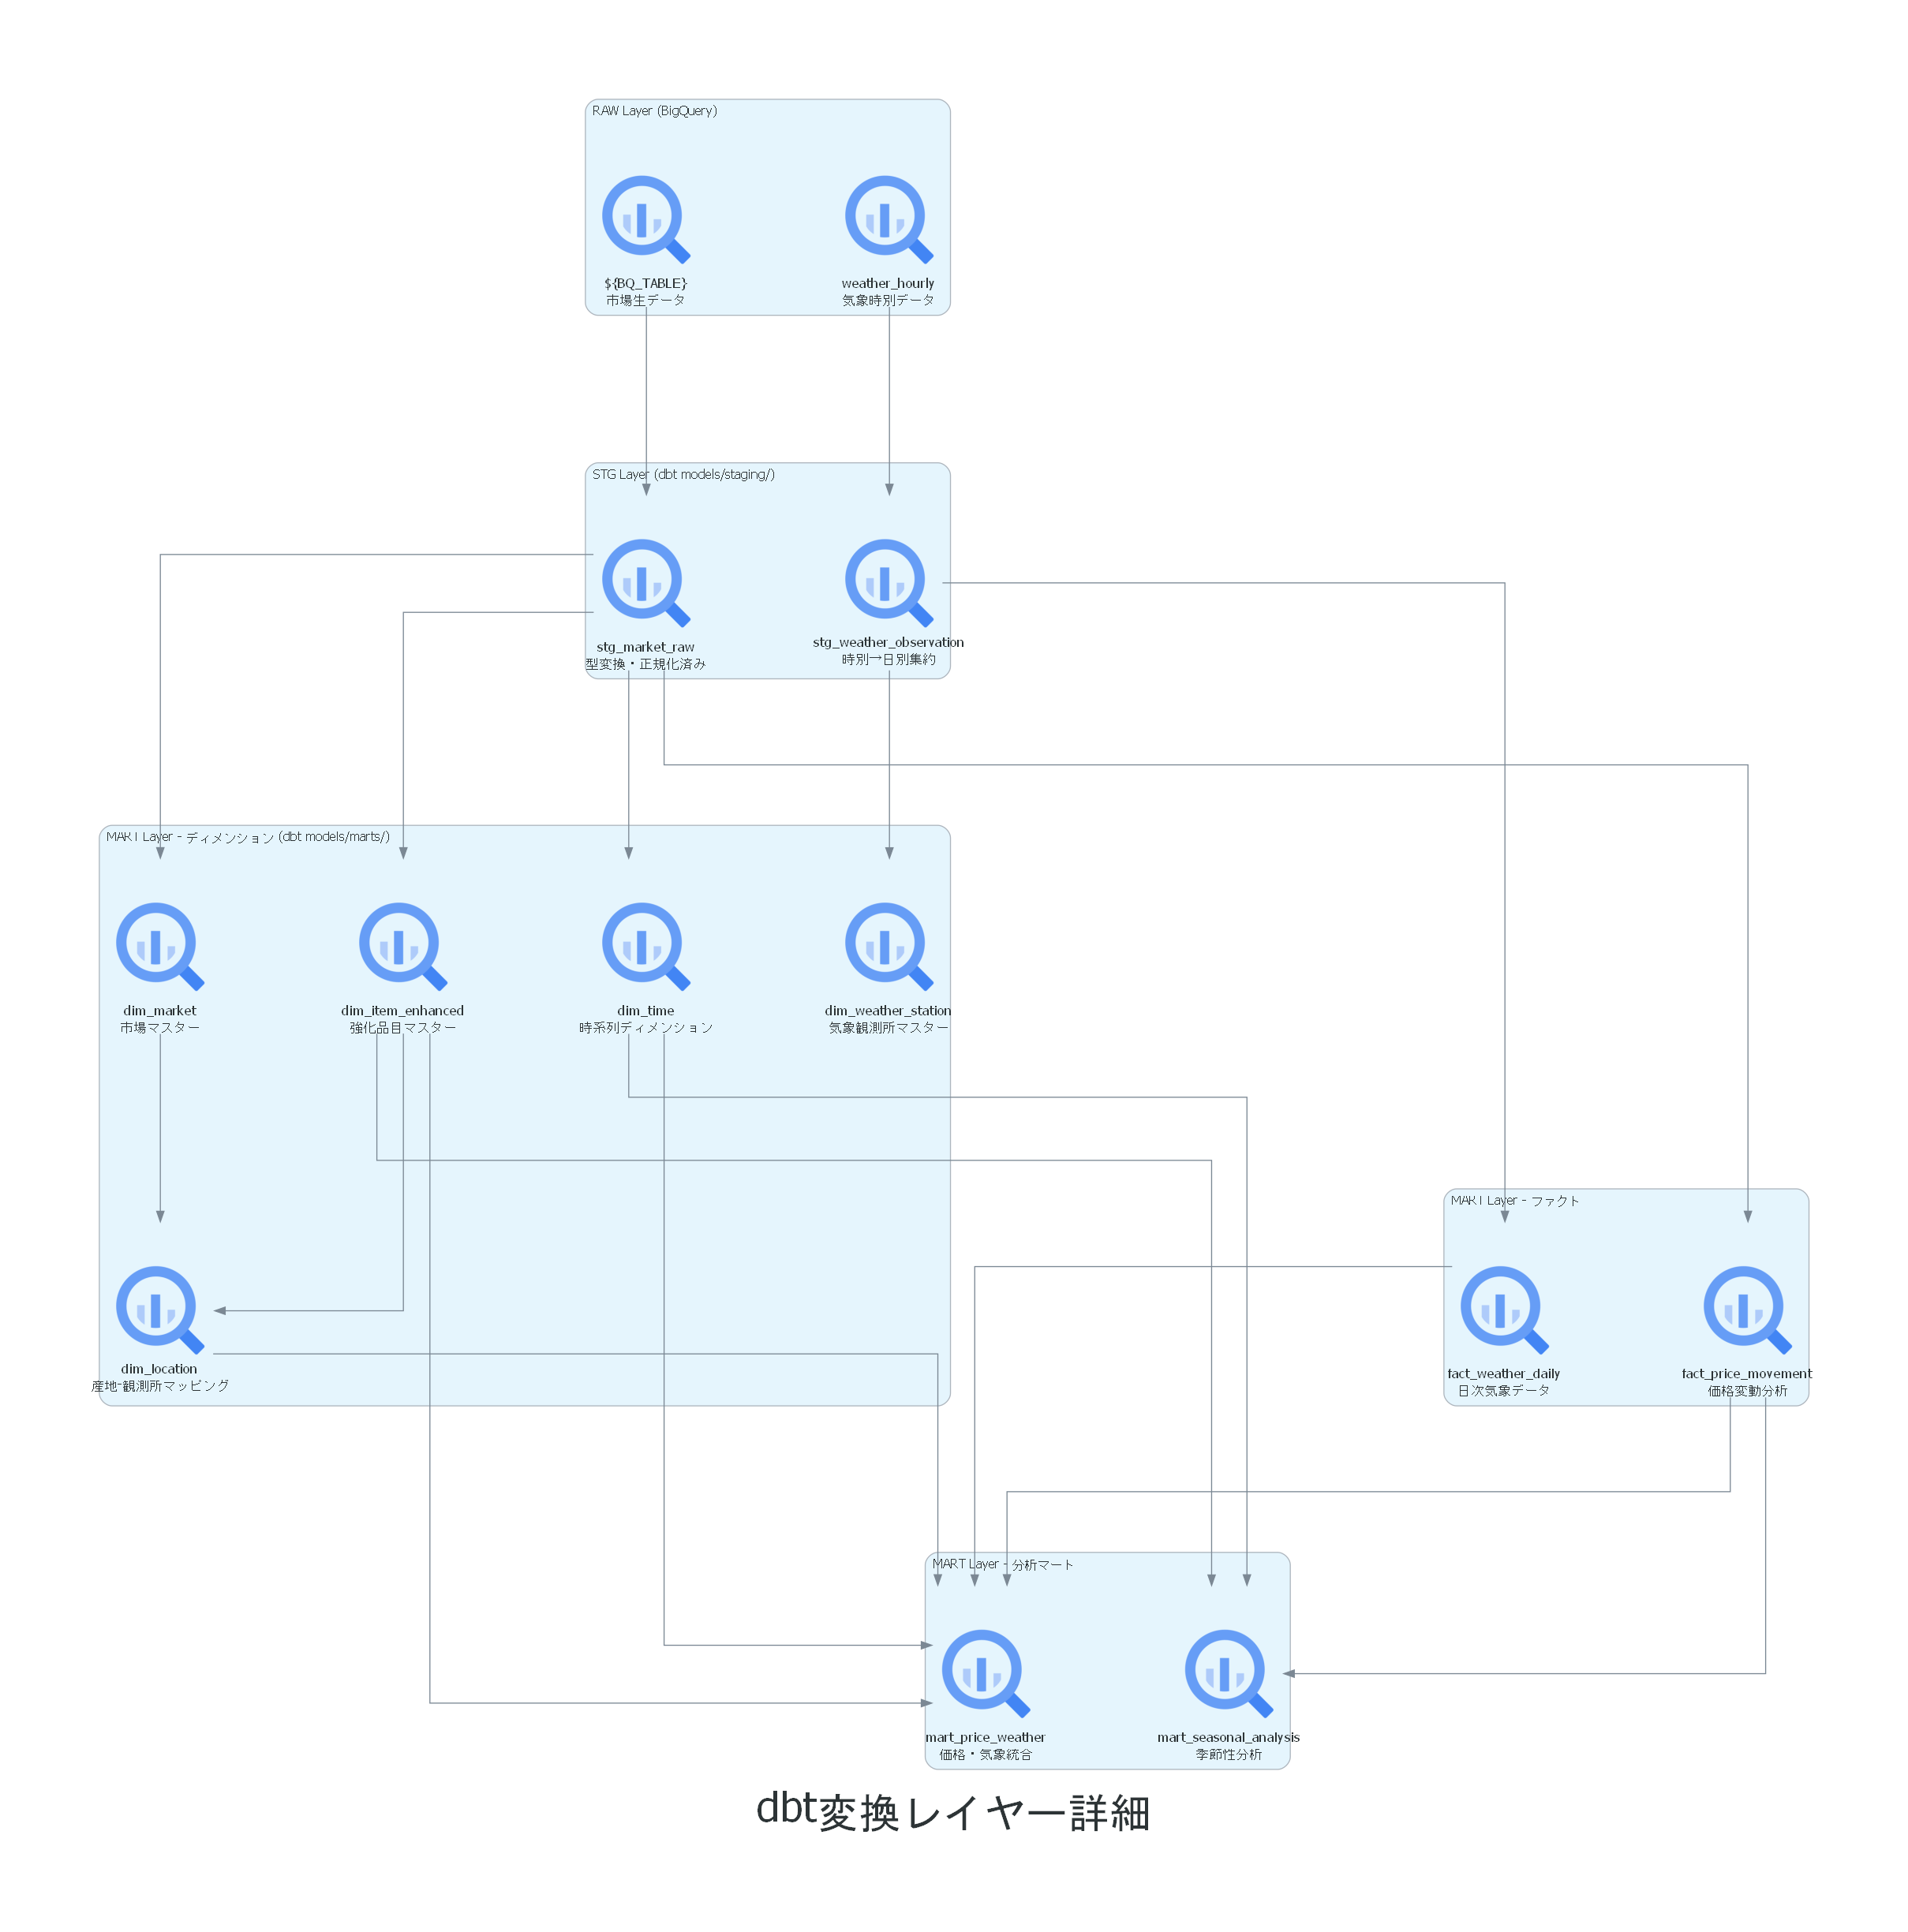 RAW Layer (BigQuery)
${BQ_TABLE}
市場生データ
weather_hourly
気象時別データ
STG Layer (dbt models/staging/)
stg_market_raw
型変換・正規化済み
stg_weather_observation
時別→日別集約
MART Layer - ディメンション (dbt models/marts/)
dim_market
市場マスター
dim_item_enhanced
強化品目マスター
dim_time
時系列ディメンション
dim_weather_station
気象観測所マスター
dim_location
産地-観測所マッピング
MART Layer - ファクト
fact_weather_daily
日次気象データ
fact_price_movement
価格変動分析
MART Layer - 分析マート
mart_price_weather
価格・気象統合
mart_seasonal_analysis
季節性分析
dbt変換レイヤー詳細